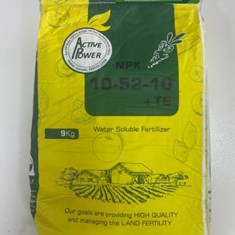 ACTIVE
POWER
NPK
10-52-10
+TE
Water Soluble Fertilizer
9Kg
Our goals are providing HIGH QUALITY
and managing the LAND FERTILITY